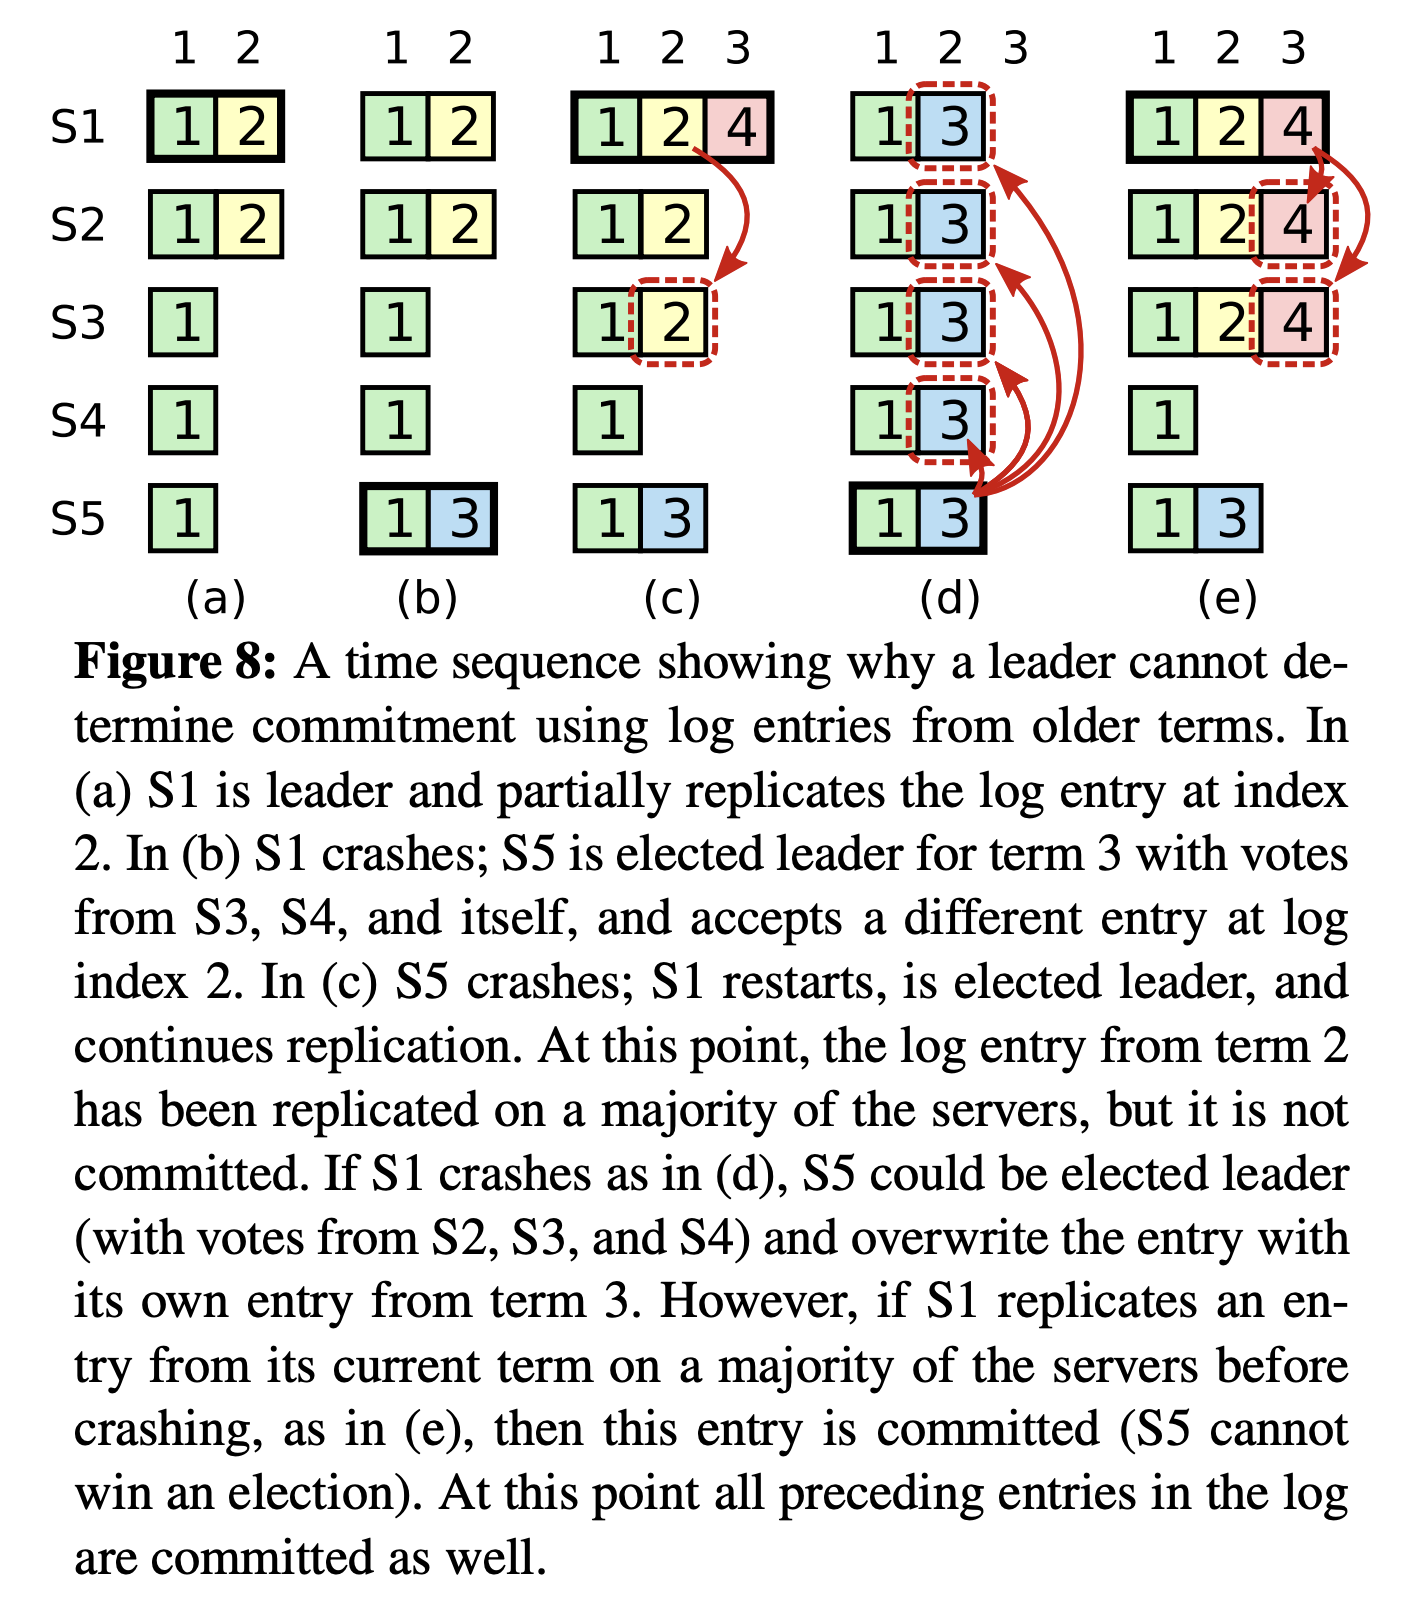 1 2 1 2 1 2 3 1 2 3 1 2 3
S1 1 2 1 2 1 2 4 1 3 1 2 4
S2 1 2 1 2 1 2 1 3 1 2 4
S3 1 1 1 2 1 3 1 2 4
S4 1 1 1 1 3 1
S5 1 1 3 1 3 1 3 1 3
(a) (b) (c) (d) (e)
Figure 8: A time sequence showing why a leader cannot de-
termine commitment using log entries from older terms. In
(a) S1 is leader and partially replicates the log entry at index
2. In (b) S1 crashes; S5 is elected leader for term 3 with votes
from S3, S4, and itself, and accepts a different entry at log
index 2. In (c) S5 crashes; S1 restarts, is elected leader, and
continues replication. At this point, the log entry from term 2
has been replicated on a majority of the servers, but it is not
committed. If S1 crashes as in (d), S5 could be elected leader
(with votes from S2, S3, and S4) and overwrite the entry with
its own entry from term 3. However, if S1 replicates an en-
try from its current term on a majority of the servers before
crashing, as in (e), then this entry is committed (S5 cannot
win an election). At this point all preceding entries in the log
are committed as well.